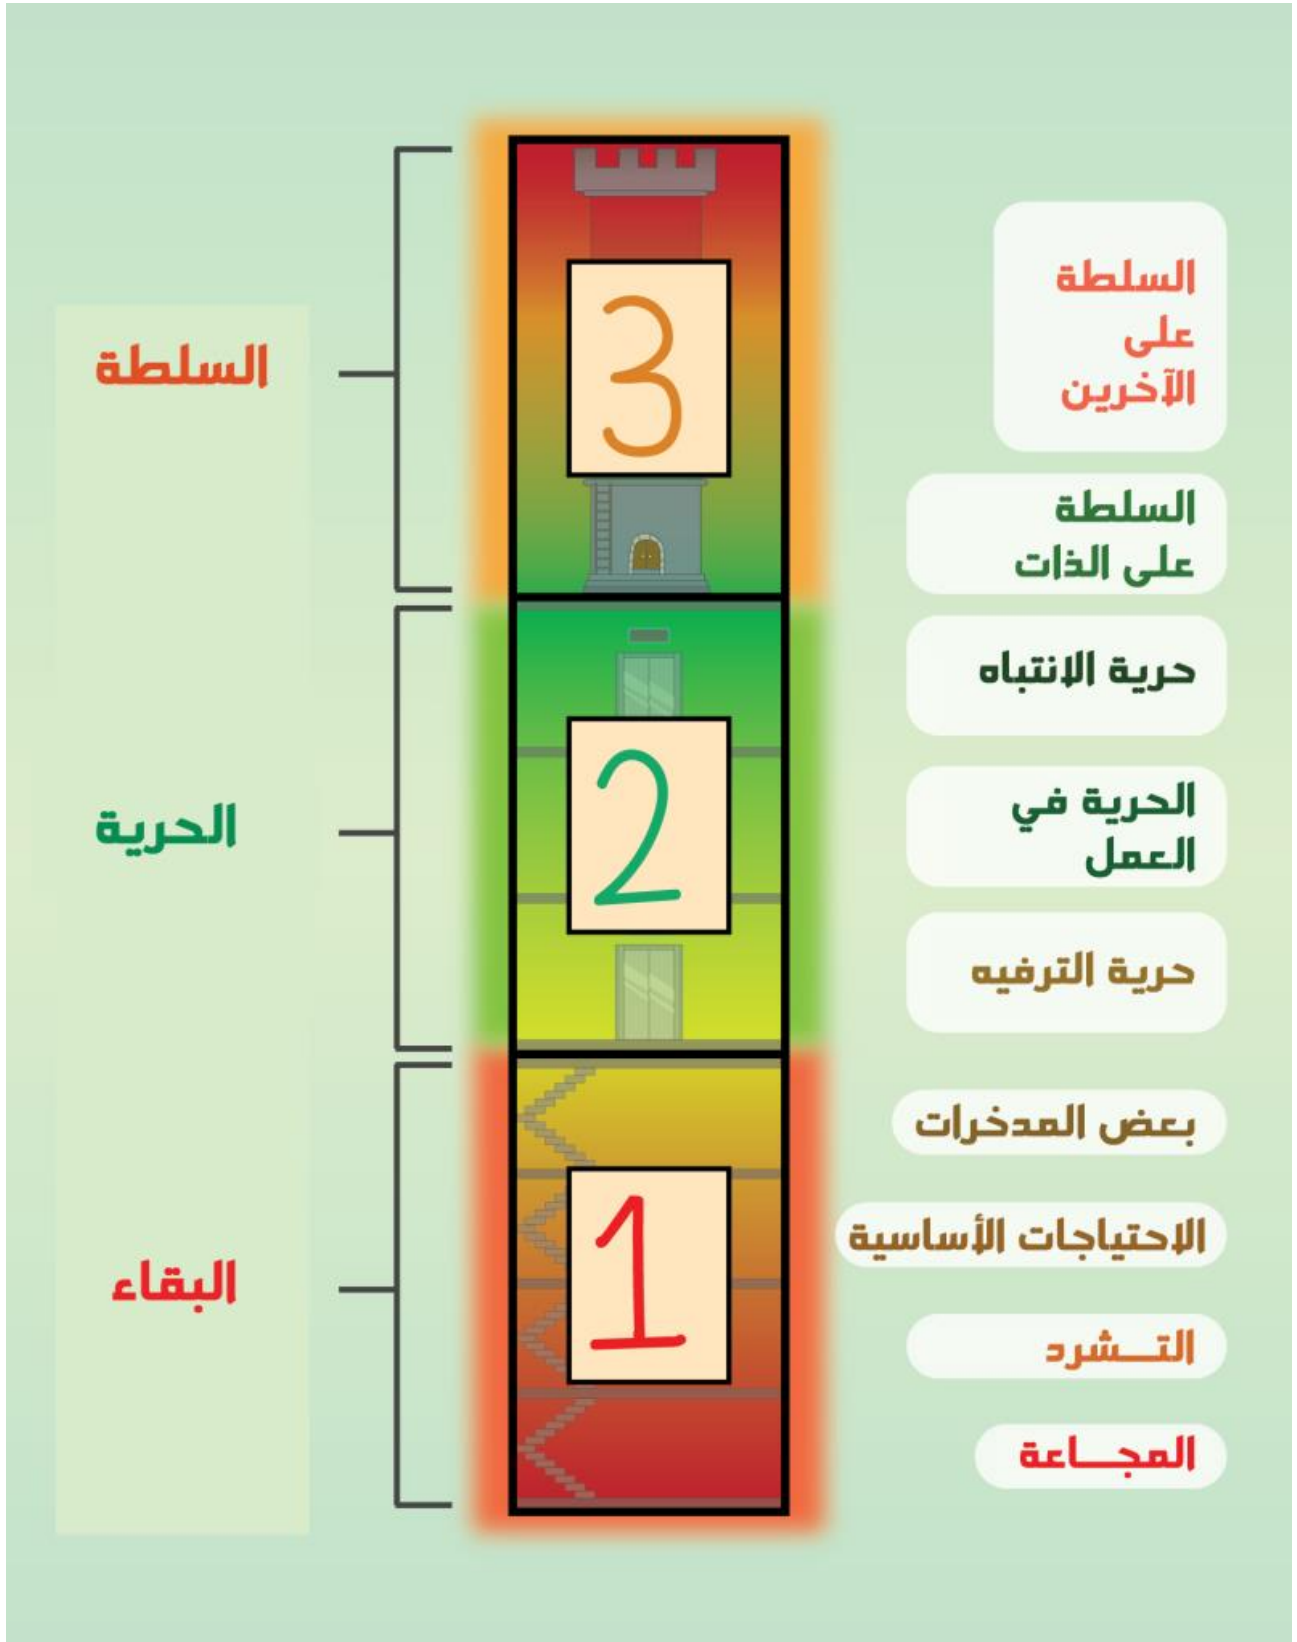 السلطة
على
الآخرين
السلطة
3
السلطة
على الذات
حرية الانتباه
الحرية في
العمل
الحرية
2
حرية الترفيه
بعض المدخرات
الاحتياجات الأساسية
البقاء
1
التـــشرد
المجـــاعة